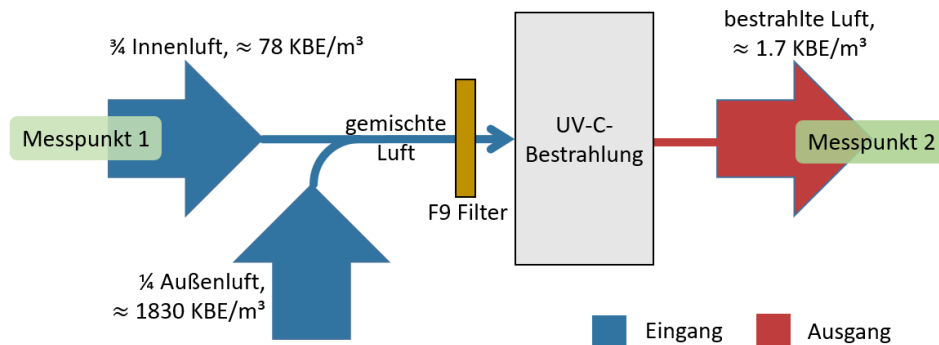 ¾ Innenluft, ≈ 78 KBE/m³
bestrahlte Luft,
≈ 1.7 KBE/m³
Messpunkt 1
gemischte
Luft
UV-C-
Bestrahlung
Messpunkt 2
F9 Filter
¼ Außenluft,
≈ 1830 KBE/m³
Eingang
Ausgang